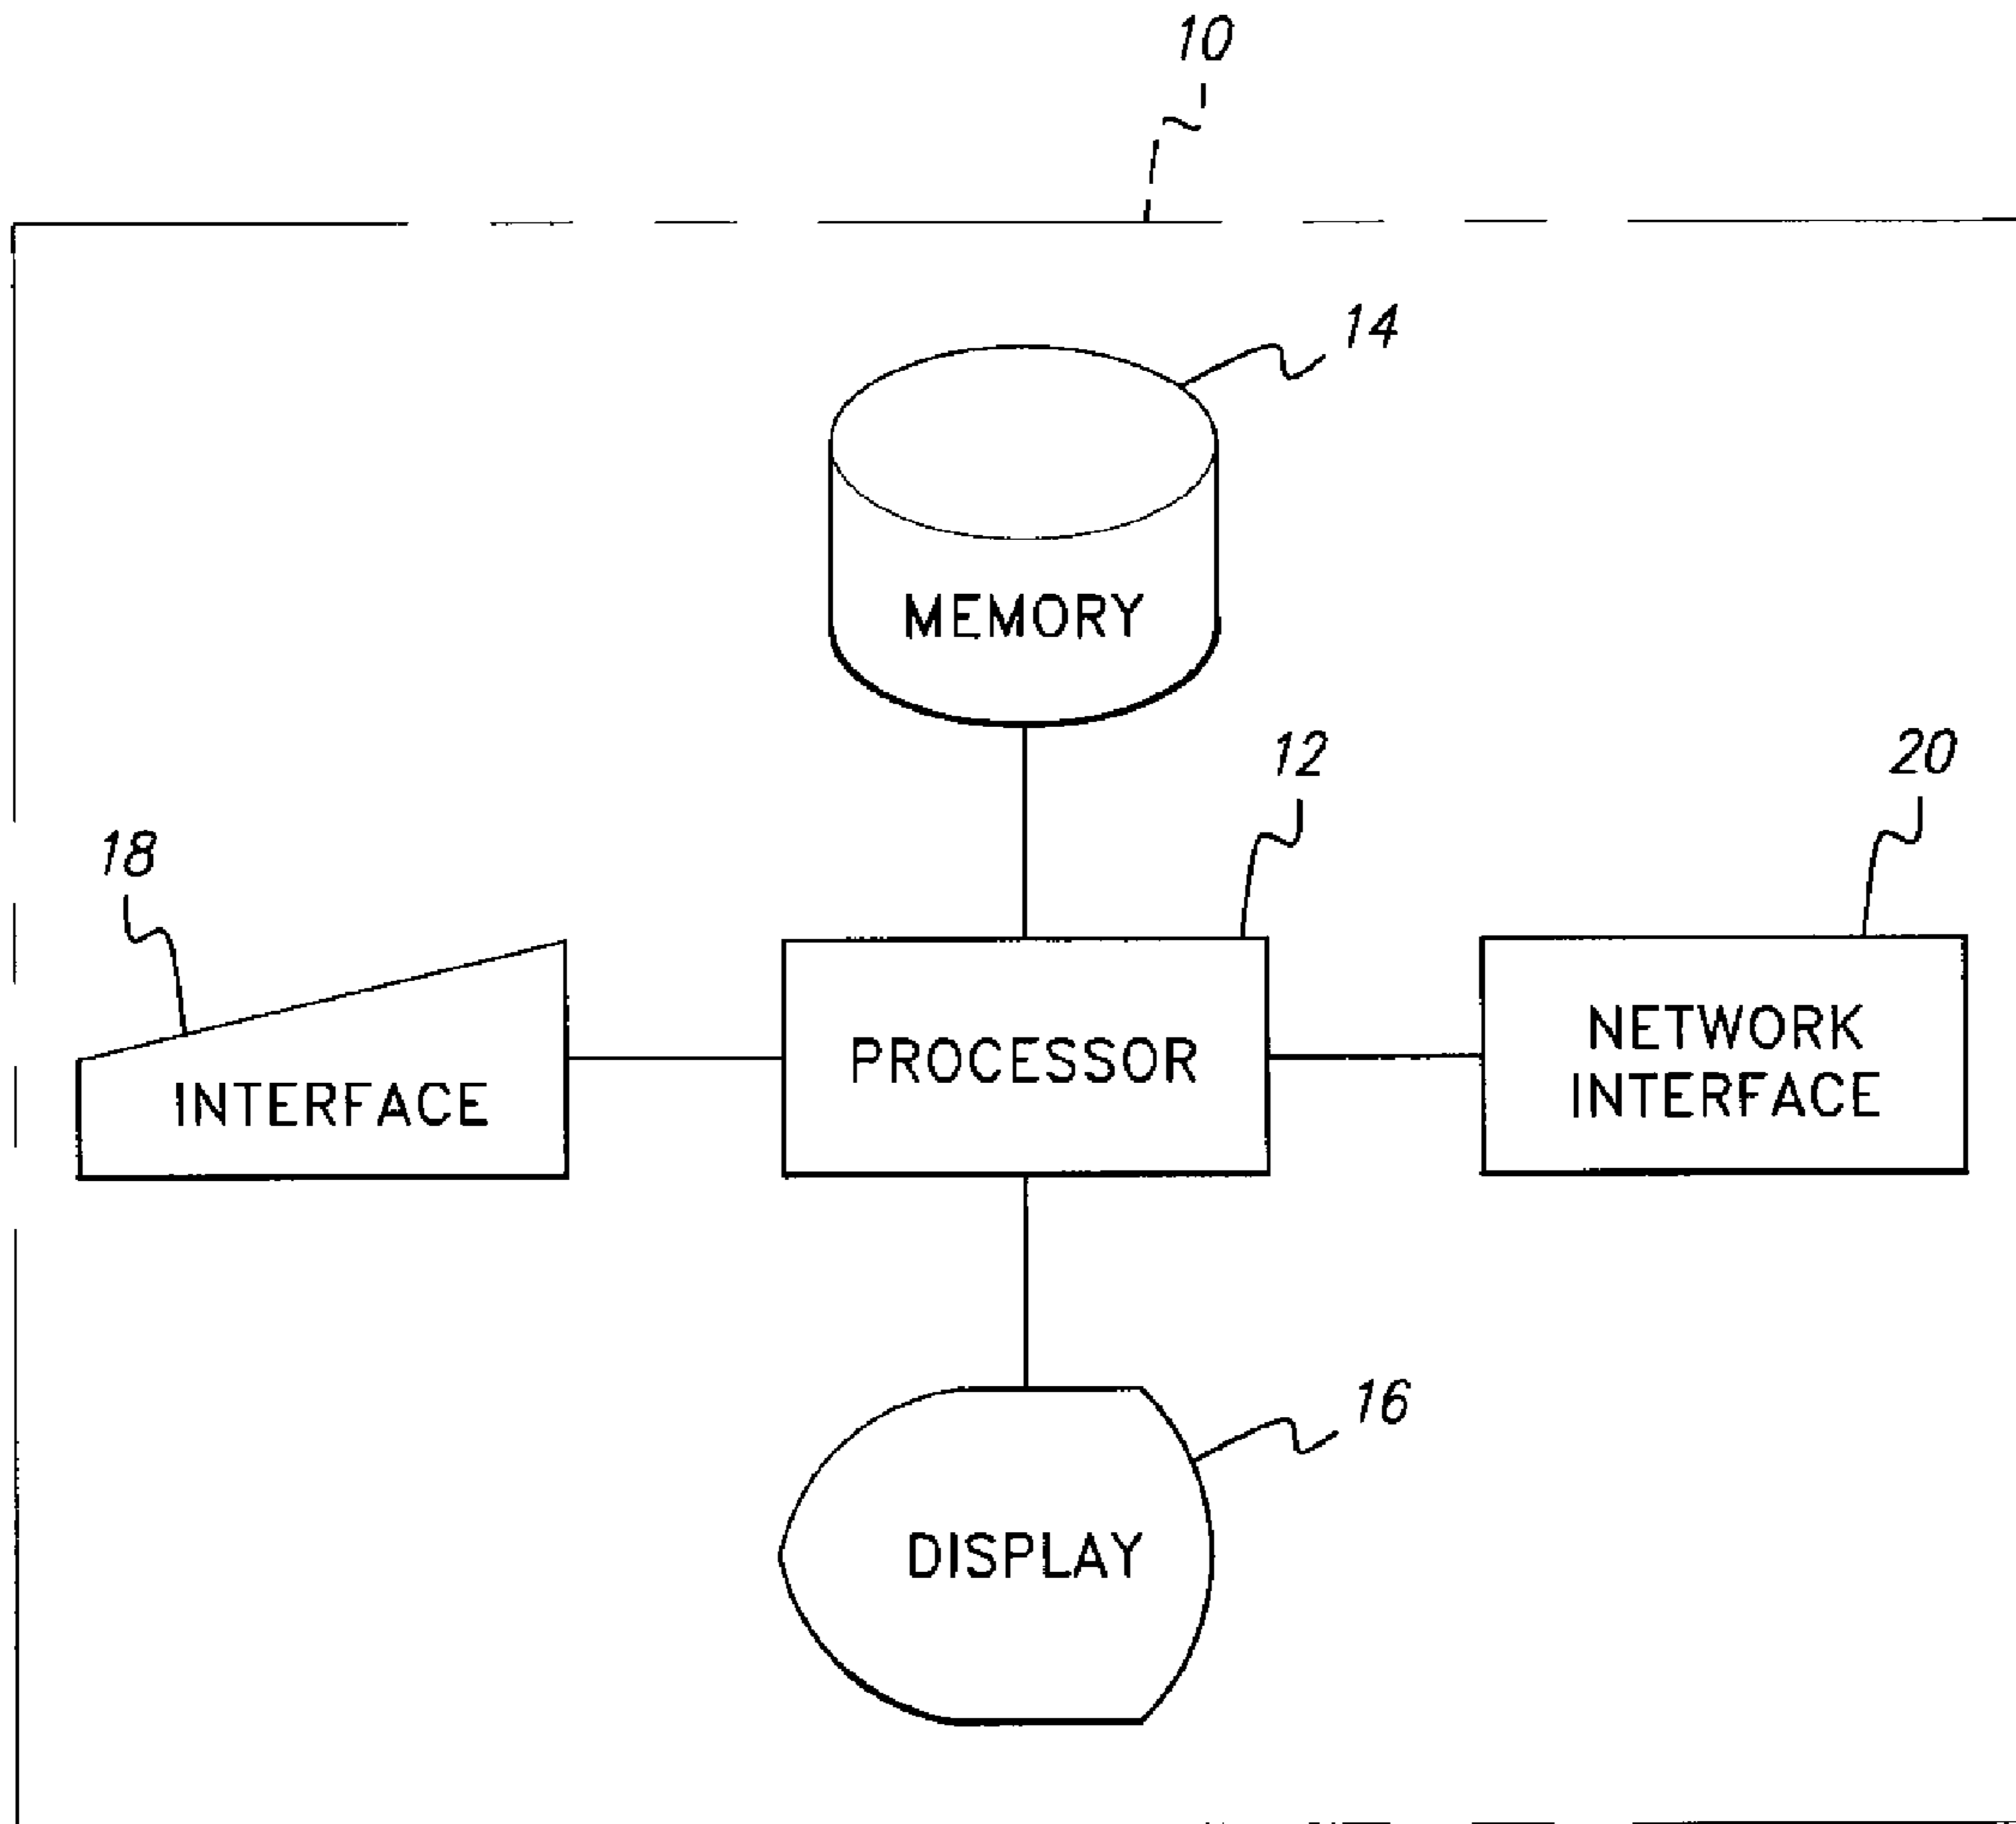 10
14
MEMORY
12
20
18
PROCESSOR
NETWORK
INTERFACE
INTERFACE
16
DISPLAY